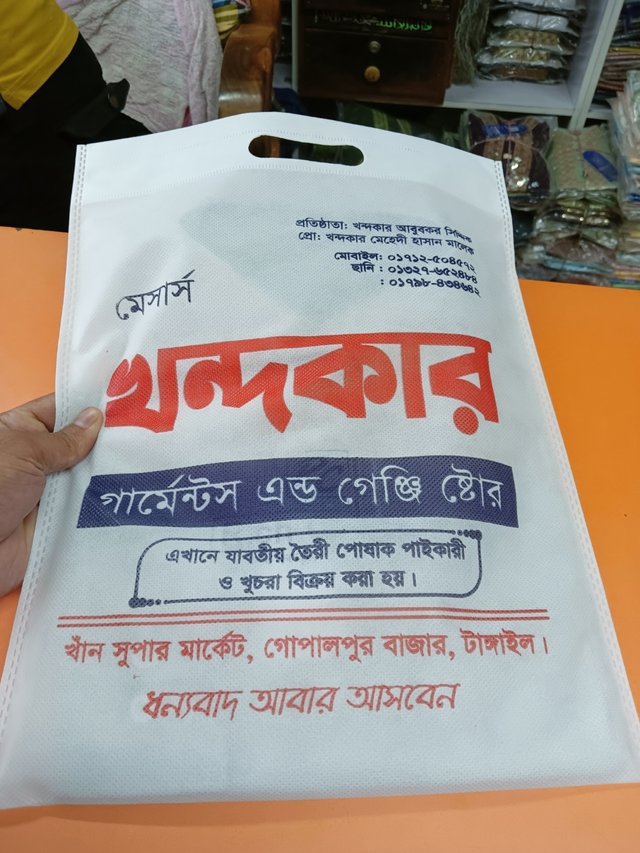 প্রতিষ্ঠাতা: খন্দকার আবুবকর সিদ্দিক
প্রো: খন্দকার মেহেদী হাসান মালেক
মোবাইল: ০১৭১২-৫০৪৫৭২
ছানি : ০১৩২৭-৬৫২৪৮৪
: ০১৭৯৮-৪৩৪৬৪২
মেসার্স
খন্দকার
গার্মেন্টস এন্ড গেঞ্জি ষ্টোর
এখানে যাবতীয় তৈরী পোষাক পাইকারী
ও খুচরা বিক্রয় করা হয়।
খাঁন সুপার মার্কেট, গোপালপুর বাজার, টাঙ্গাইল।
ধন্যবাদ আবার আসবেন